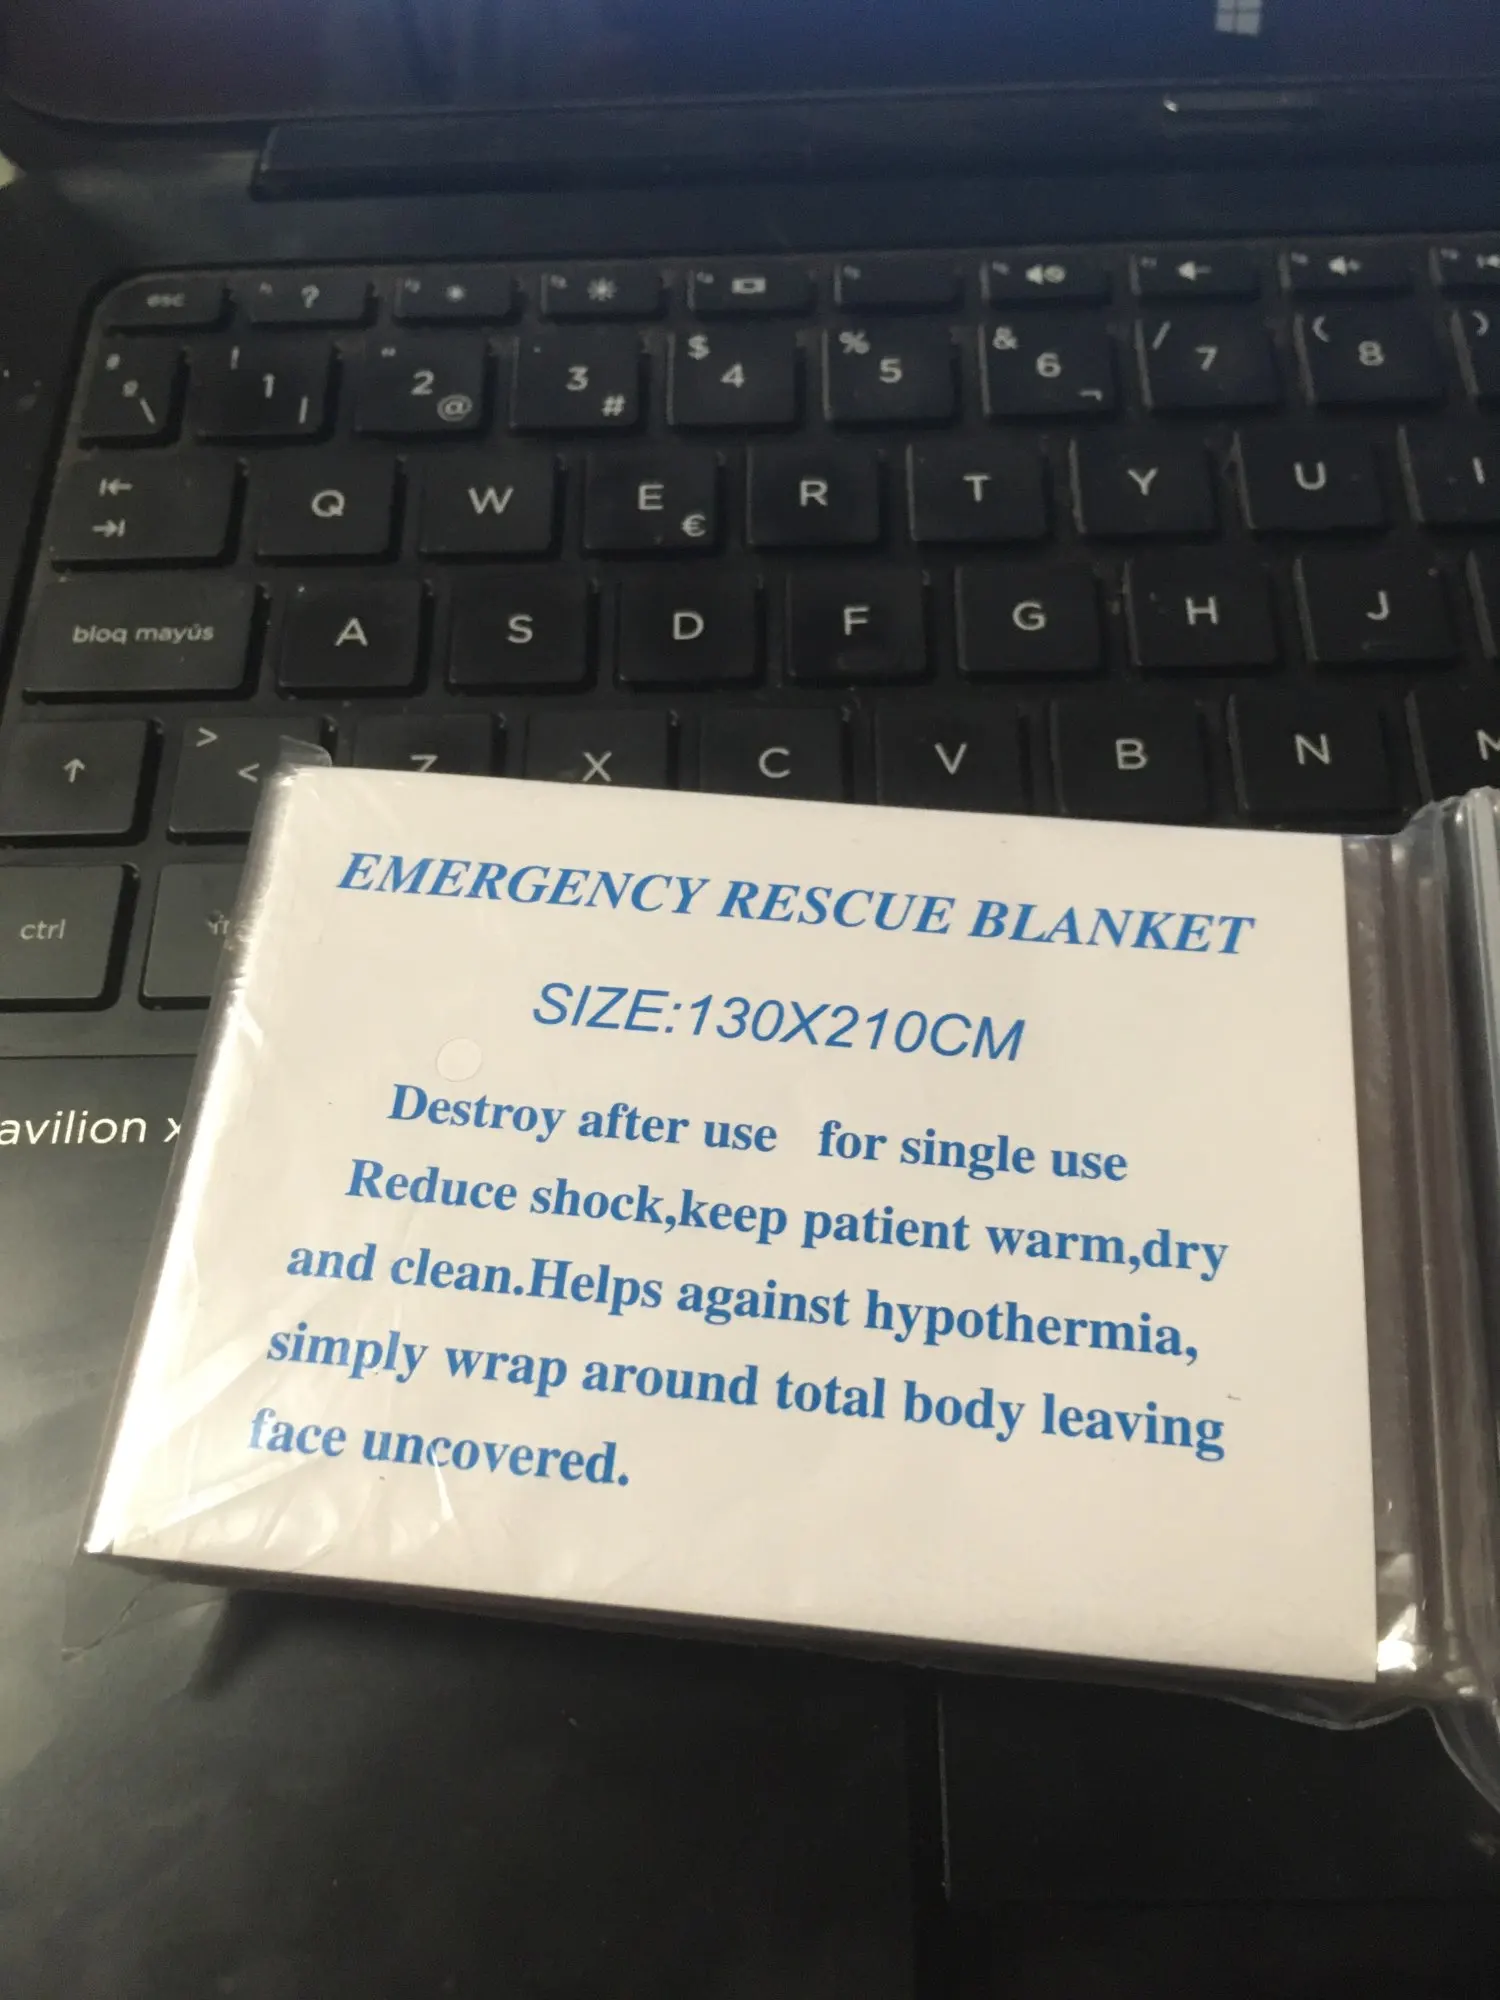 esc ?
! 1 |
" 2 @
· 3 #
$ 4
% 5
& 6 ¬
/ 7
( 8
)
Q W E € R T Y U I
bloq mayús A S D F G H J
> < Z X C V B N M
ctrl
avilion x
EMERGENCY RESCUE BLANKET
SIZE:130X210CM
Destroy after use for single use
Reduce shock,keep patient warm,dry
and clean.Helps against hypothermia,
simply wrap around total body leaving
face uncovered.